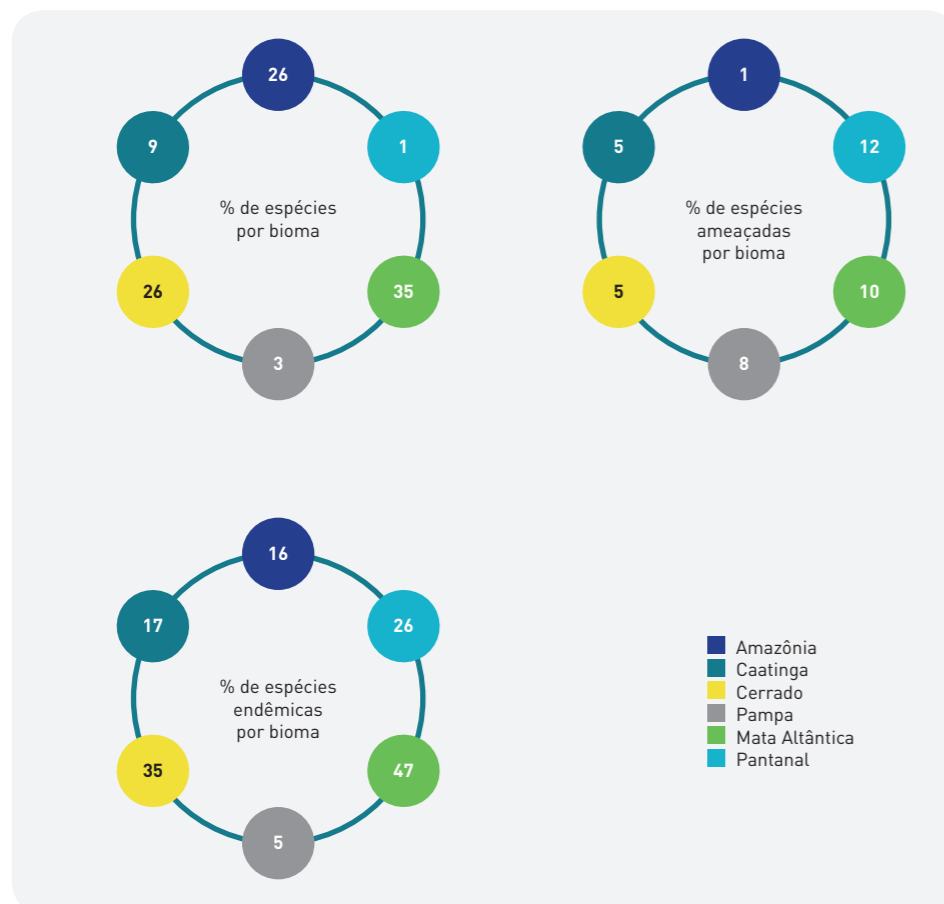 26
9
1
% de espécies
por bioma
26
35
3
1
5
12
% de espécies
ameaçadas
por bioma
5
10
8
16
17
26
% de espécies
endêmicas
por bioma
35
47
5
Amazônia
Caatinga
Cerrado
Pampa
Mata Altântica
Pantanal